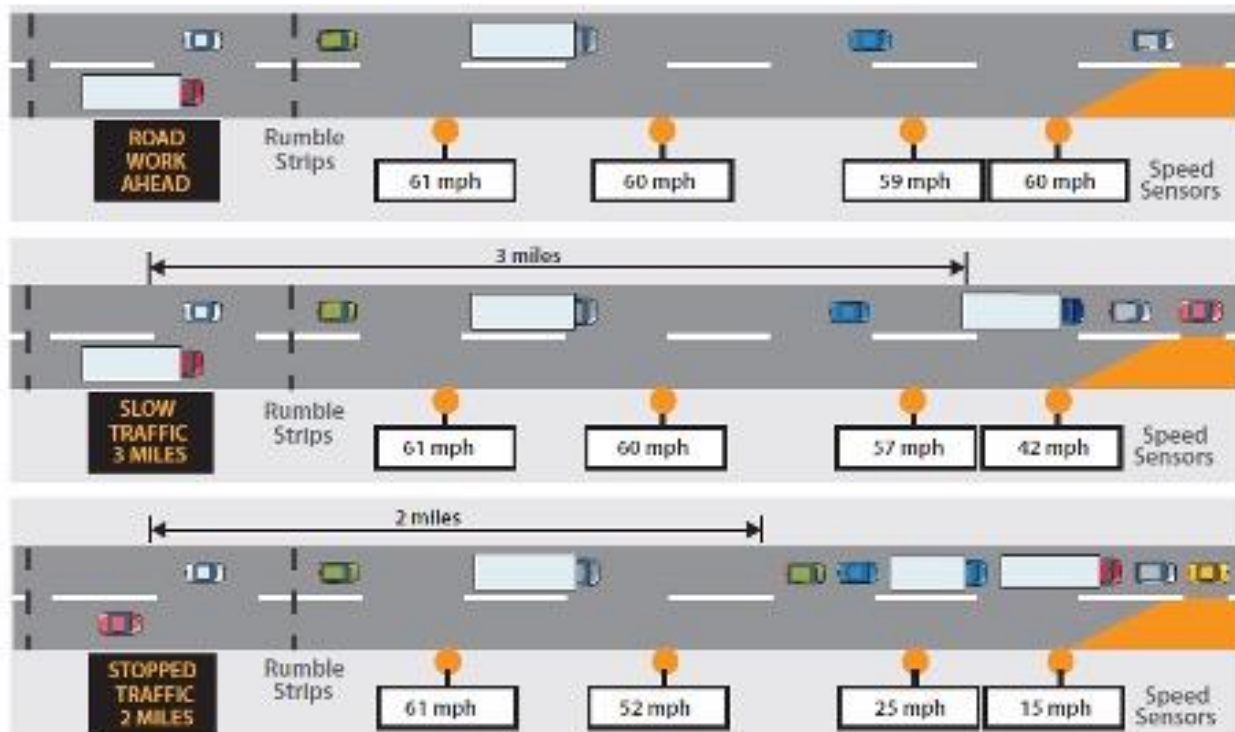 ROAD
WORK
AHEAD
Rumble
Strips
61 mph
60 mph
59 mph
60 mph
Speed
Sensors
3 miles
SLOW
TRAFFIC
3 MILES
Rumble
Strips
61 mph
60 mph
57 mph
42 mph
Speed
Sensors
2 miles
STOPPED
TRAFFIC
2 MILES
Rumble
Strips
61 mph
52 mph
25 mph
15 mph
Speed
Sensors